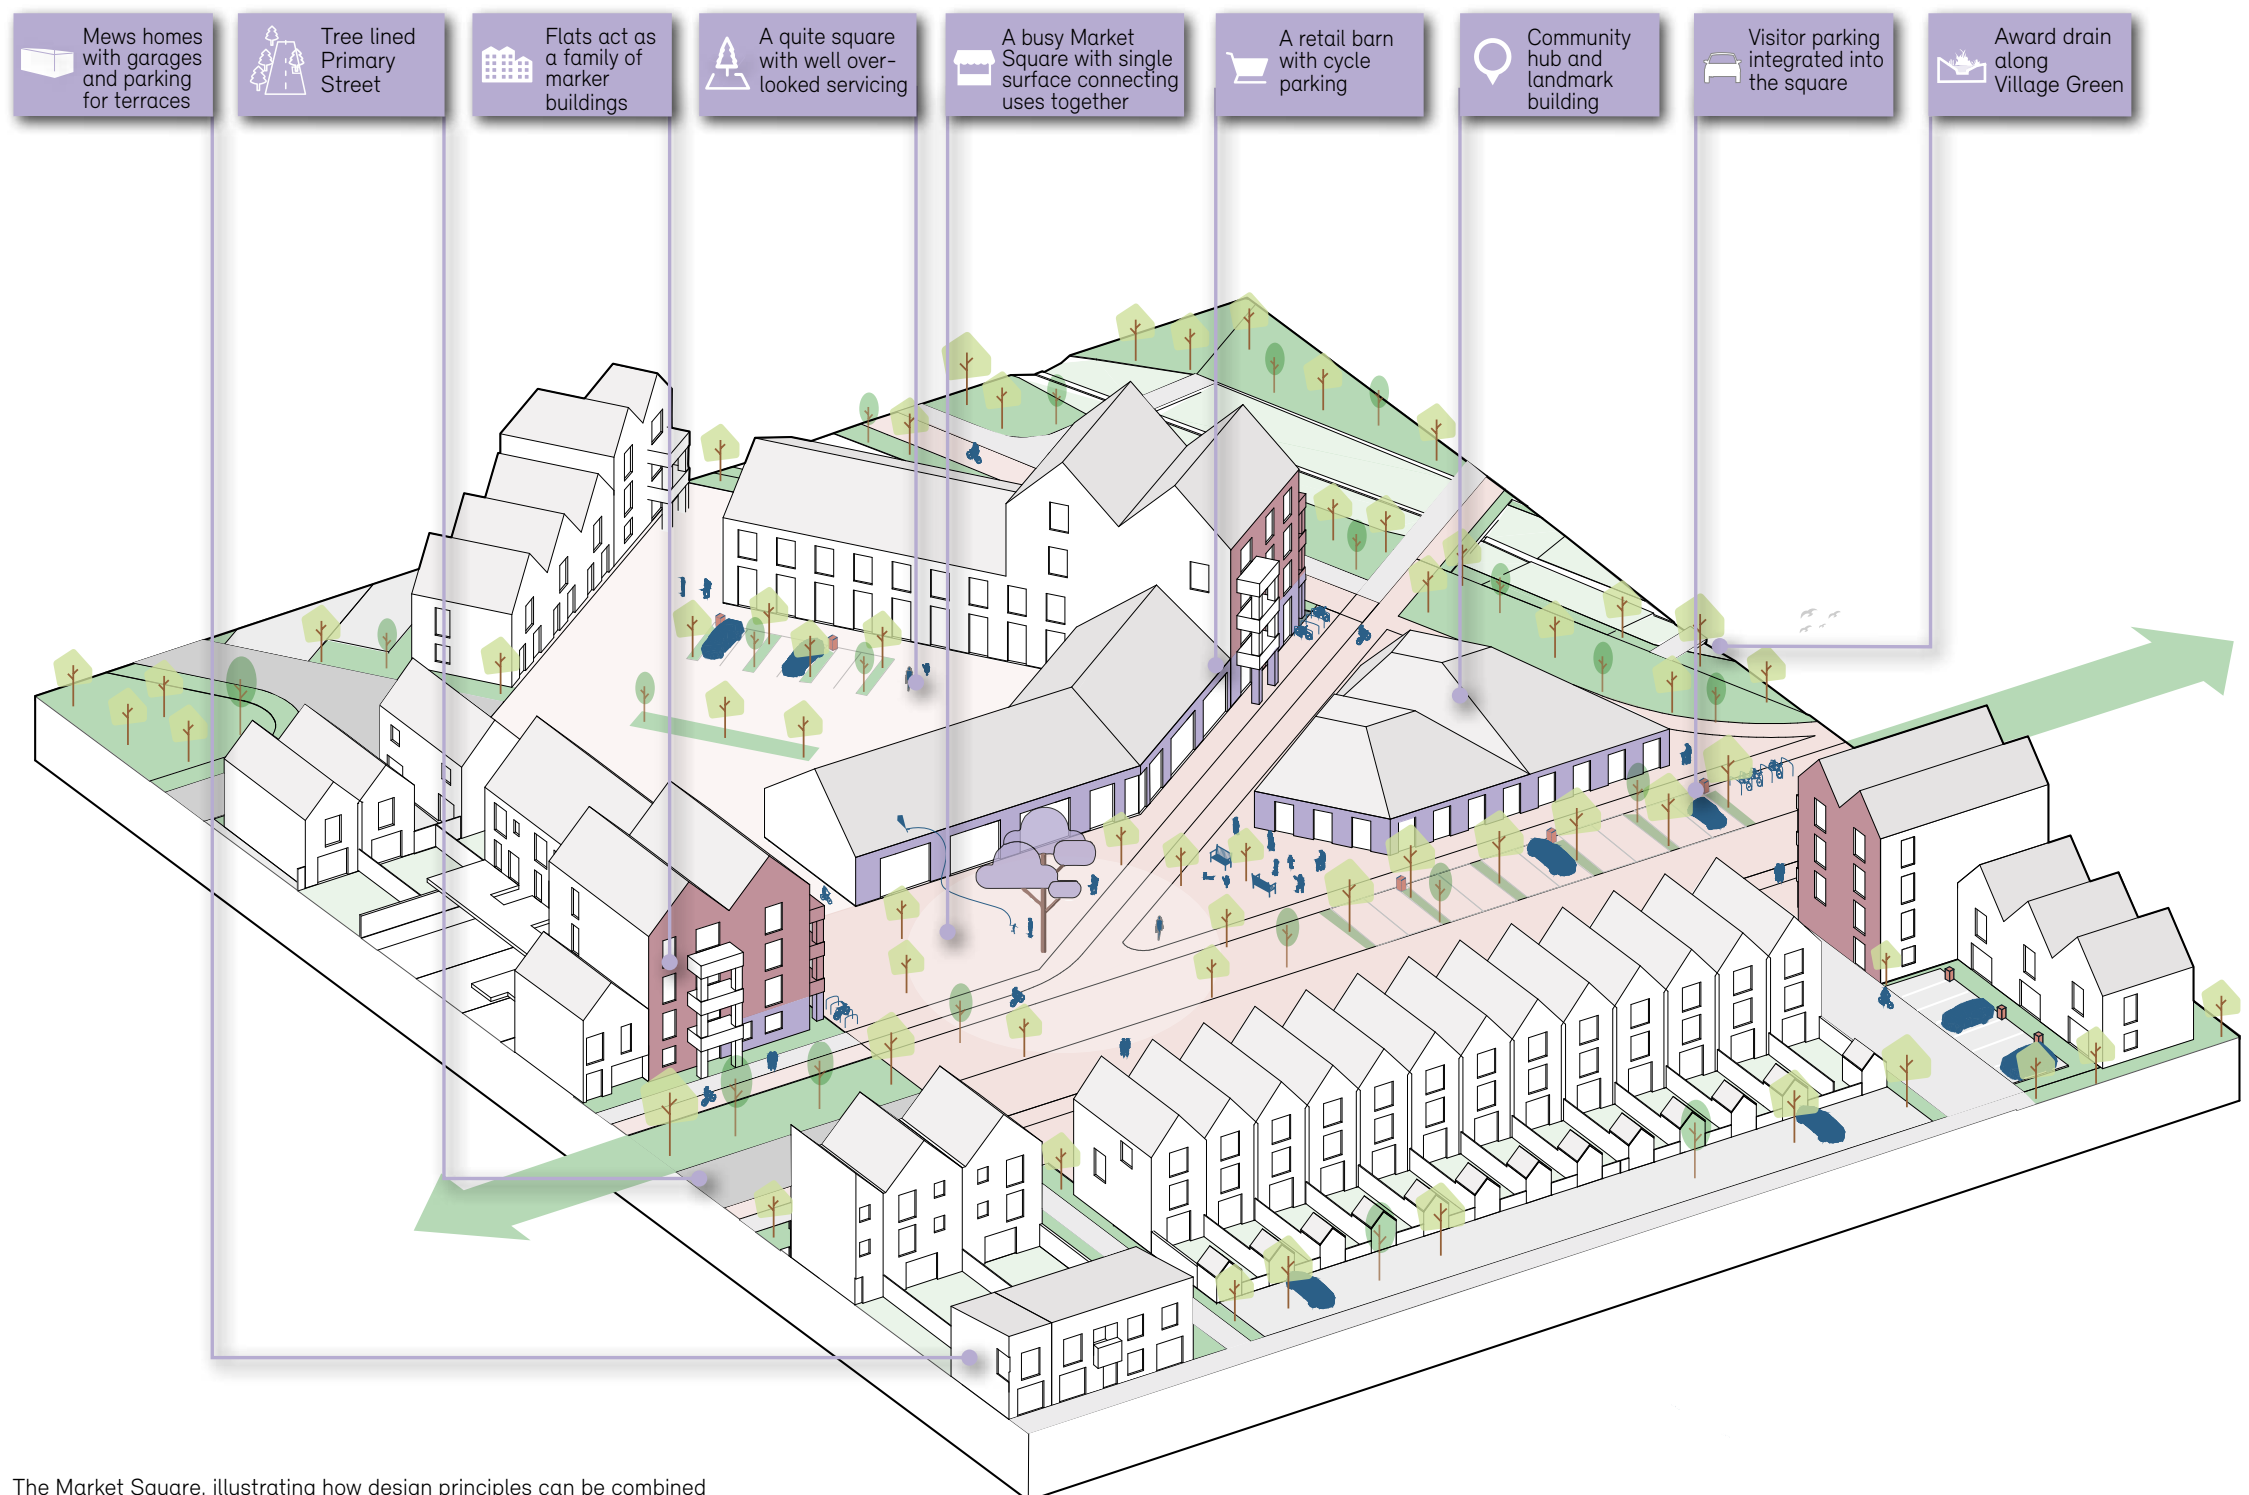 Mews homes
with garages
and parking
for terraces
Tree lined
Primary
Street
Flats act as
a family of
marker
buildings
A quite square
with well over-
looked servicing
A busy Market
Square with single
surface connecting
uses together
A retail barn
with cycle
parking
Community
hub and
landmark
building
Visitor parking
integrated into
the square
Award drain
along
Village Green
The Market Square, illustrating how design principles can be combined